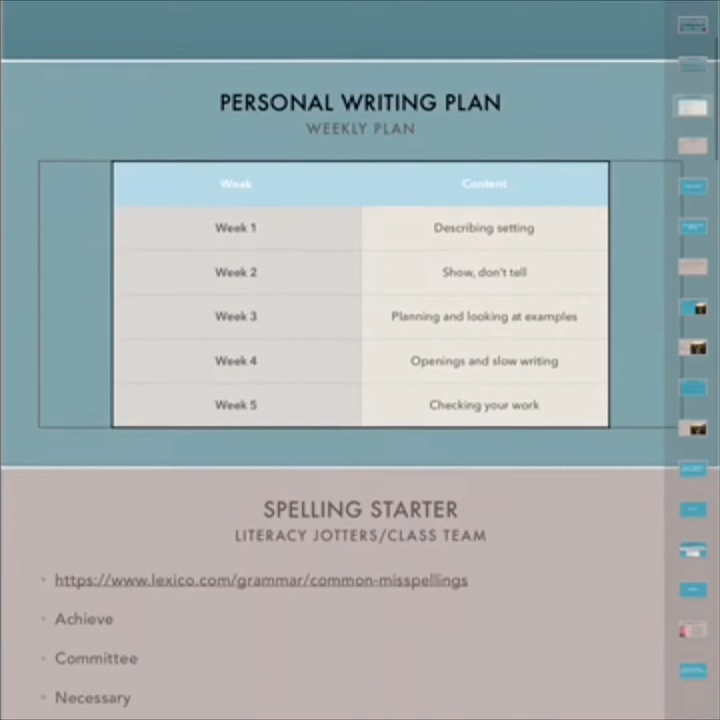 PERSONAL WRITING PLAN
WEEKLY PLAN
Week Content
Week 1 Describing setting
Week 2 Show, don't tell
Week 3 Planning and looking at examples
Week 4 Openings and slow writing
Week 5 Checking your work
SPELLING STARTER
LITERACY JOTTERS/CLASS TEAM
https://www.lexico.com/grammar/common-misspellings
Achieve
Committee
Necessary